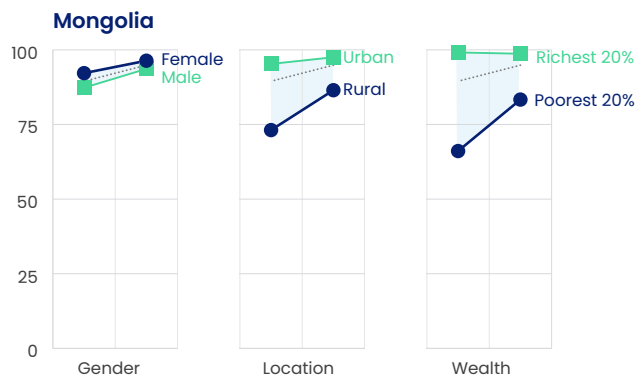 Mongolia
100
75
50
25
0
Female
Male
Gender
Urban
Rural
Location
Richest 20%
Poorest 20%
Wealth